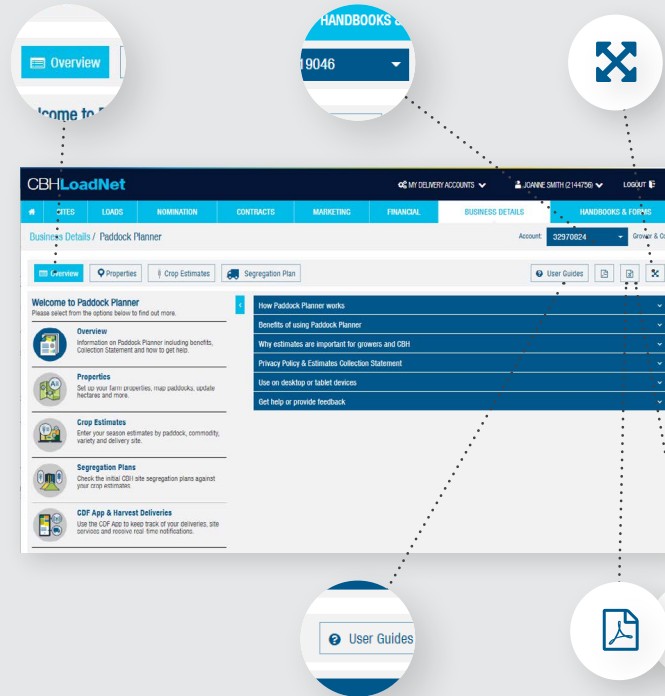 HANDBOOKS &
Overview
19046
lcome to
CBHLoadNet
MY DELIVERY ACCOUNTS
JOANNE SMITH (2144756)
LOGOUT
SITES
LOADS
NOMINATION
CONTRACTS
MARKETING
FINANCIAL
BUSINESS DETAILS
HANDBOOKS & FORMS
Business Details / Paddock Planner
Account:
32970824
Grower & Co
Overview
Properties
Crop Estimates
Segregation Plan
User Guides
Welcome to Paddock Planner
Please select from the options below to find out more.
Overview
Information on Paddock Planner including benefits,
Collection Statement and how to get help.
Properties
Set up your farm properties, map paddocks, update
hectares and more.
Crop Estimates
Enter your season estimates by paddock, commodity,
variety and delivery site.
Segregation Plans
Check the initial CBH site segregation plans against
your crop estimates.
CDF App & Harvest Deliveries
Use the CDF App to keep track of your deliveries, site
services and receive real-time notifications.
How Paddock Planner works
Benefits of using Paddock Planner
Why estimates are important for growers and CBH
Privacy Policy & Estimates Collection Statement
Use on desktop or tablet devices
Get help or provide feedback
User Guides